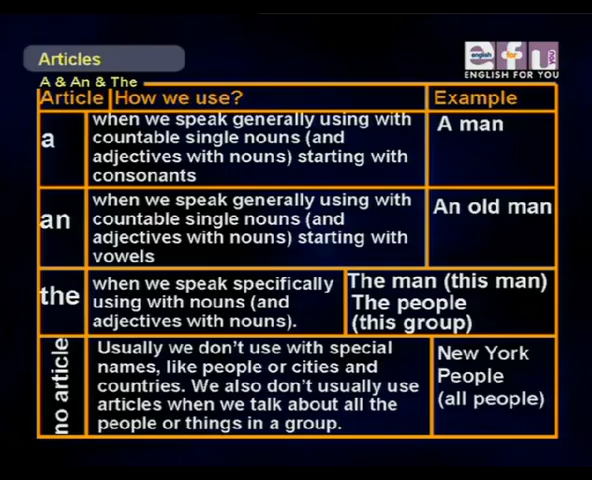 Articles
english
for
you
ENGLISH FOR YOU
A & An & The
Article How we use? Example
a
when we speak generally using with
countable single nouns (and
adjectives with nouns) starting with
consonants
A man
an
when we speak generally using with
countable single nouns (and
adjectives with nouns) starting with
vowels
An old man
the
when we speak specifically
using with nouns (and
adjectives with nouns).
The man (this man)
The people
(this group)
no article
Usually we don't use with special
names, like people or cities and
countries. We also don't usually use
articles when we talk about all the
people or things in a group.
New York
People
(all people)